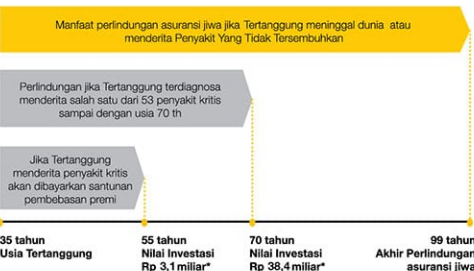 Manfaat perlindungan asuransi jiwa jika Tertanggung meninggal dunia atau
menderita Penyakit Yang Tidak Tersembuhkan
Perlindungan jika Tertanggung terdiagnosa
menderita salah satu dari 53 penyakit kritis
sampai dengan usia 70 th
Jika Tertanggung
menderita penyakit kritis
akan dibayarkan santunan
pembebasan premi
35 tahun
Usia Tertanggung
55 tahun
Nilai Investasi
Rp 3,1 miliar*
70 tahun
Nilai Investasi
Rp 38,4 miliar*
99 tahun
Akhir Perlindungan
asuransi jiwa